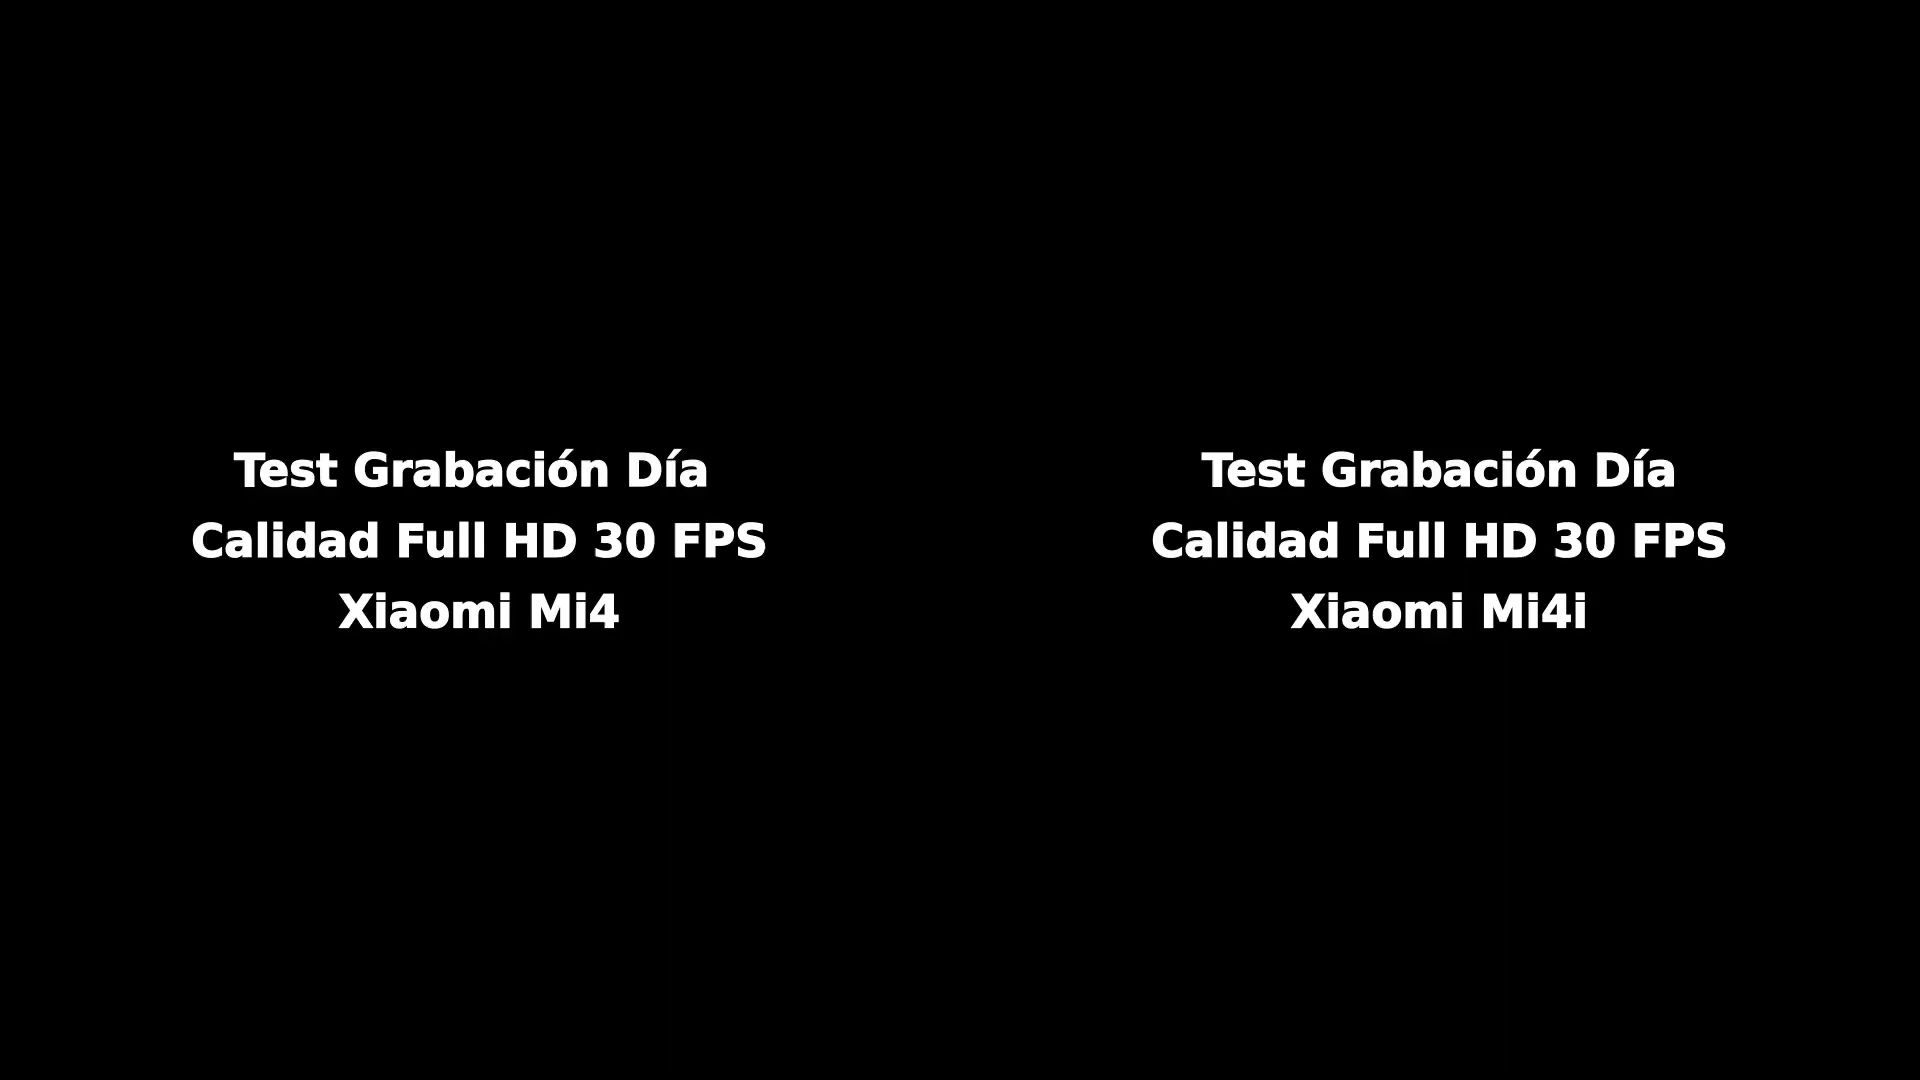 Test Grabación Día
Calidad Full HD 30 FPS
Xiaomi Mi4
Test Grabación Día
Calidad Full HD 30 FPS
Xiaomi Mi4i